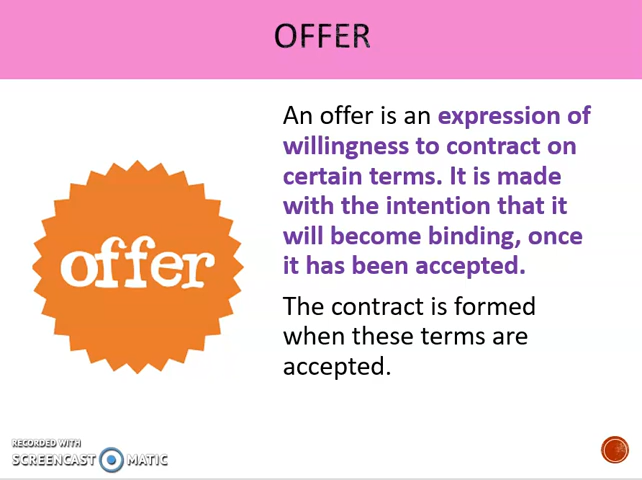 OFFER
An offer is an expression of
willingness to contract on
certain terms. It is made
with the intention that it
will become binding, once
it has been accepted.
offer
The contract is formed
when these terms are
accepted.
RECORDED WITH
SCREENCAST MATIC